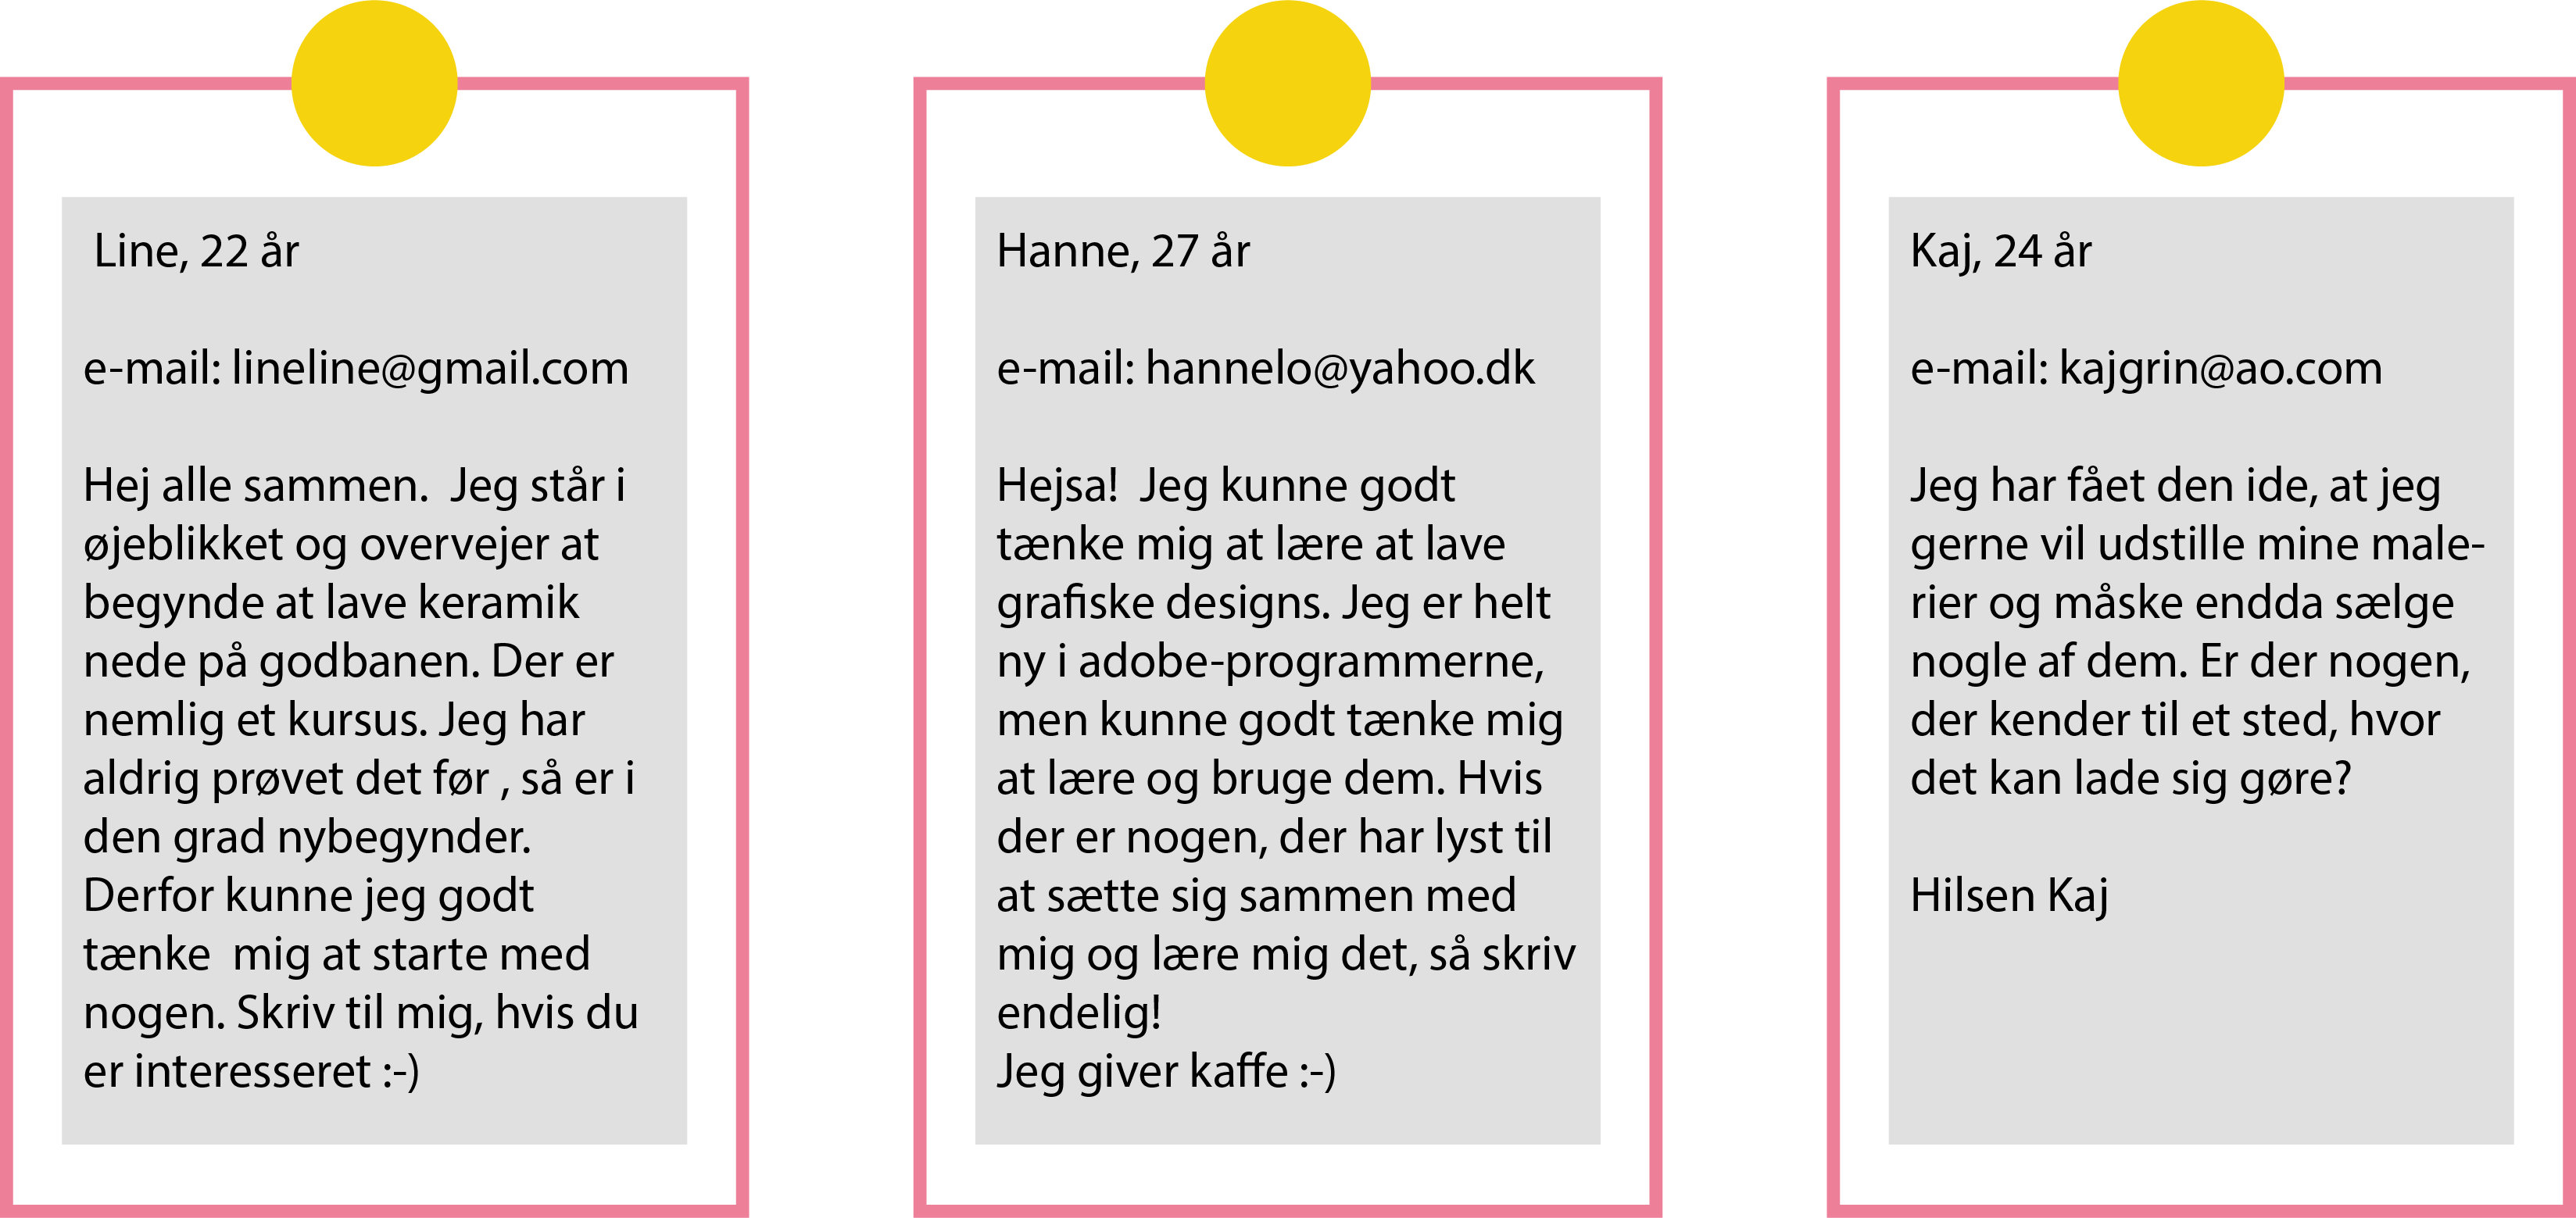 Line, 22 år
e-mail: lineline@gmail.com
Hej alle sammen.  Jeg står i
øjeblikket og overvejer at
begynde at lave keramik
nede på godbanen. Der er
nemlig et kursus. Jeg har
aldrig prøvet det før , så er i
den grad nybegynder.
Derfor kunne jeg godt
tænke  mig at starte med
nogen. Skriv til mig, hvis du
er interesseret :-)
Hanne, 27 år
e-mail: hannelo@yahoo.dk
Hejsa!  Jeg kunne godt
tænke mig at lære at lave
grafiske designs. Jeg er helt
ny i adobe-programmerne,
men kunne godt tænke mig
at lære og bruge dem. Hvis
der er nogen, der har lyst til
at sætte sig sammen med
mig og lære mig det, så skriv
endelig!
Jeg giver kaffe :-)
Kaj, 24 år
e-mail: kajgrin@ao.com
Jeg har fået den ide, at jeg
gerne vil udstille mine male-
rier og måske endda sælge
nogle af dem. Er der nogen,
der kender til et sted, hvor
det kan lade sig gøre?
Hilsen Kaj